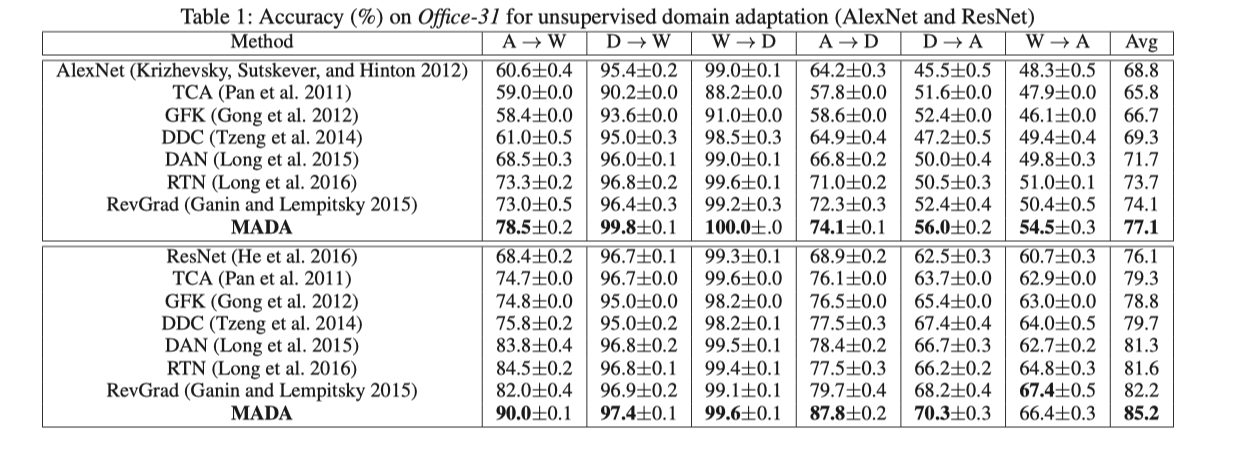 Table 1: Accuracy (%) on Office-31 for unsupervised domain adaptation (AlexNet and ResNet)
Method A → W D → W W → D A → D D → A W → A Avg
AlexNet (Krizhevsky, Sutskever, and Hinton 2012) 60.6±0.4 95.4±0.2 99.0±0.1 64.2±0.3 45.5±0.5 48.3±0.5 68.8
TCA (Pan et al. 2011) 59.0±0.0 90.2±0.0 88.2±0.0 57.8±0.0 51.6±0.0 47.9±0.0 65.8
GFK (Gong et al. 2012) 58.4±0.0 93.6±0.0 91.0±0.0 58.6±0.0 52.4±0.0 46.1±0.0 66.7
DDC (Tzeng et al. 2014) 61.0±0.5 95.0±0.3 98.5±0.3 64.9±0.4 47.2±0.5 49.4±0.4 69.3
DAN (Long et al. 2015) 68.5±0.3 96.0±0.1 99.0±0.1 66.8±0.2 50.0±0.4 49.8±0.3 71.7
RTN (Long et al. 2016) 73.3±0.2 96.8±0.2 99.6±0.1 71.0±0.2 50.5±0.3 51.0±0.1 73.7
RevGrad (Ganin and Lempitsky 2015) 73.0±0.5 96.4±0.3 99.2±0.3 72.3±0.3 52.4±0.4 50.4±0.5 74.1
MADA 78.5±0.2 99.8±0.1 100.0±.0 74.1±0.1 56.0±0.2 54.5±0.3 77.1
ResNet (He et al. 2016) 68.4±0.2 96.7±0.1 99.3±0.1 68.9±0.2 62.5±0.3 60.7±0.3 76.1
TCA (Pan et al. 2011) 74.7±0.0 96.7±0.0 99.6±0.0 76.1±0.0 63.7±0.0 62.9±0.0 79.3
GFK (Gong et al. 2012) 74.8±0.0 95.0±0.0 98.2±0.0 76.5±0.0 65.4±0.0 63.0±0.0 78.8
DDC (Tzeng et al. 2014) 75.8±0.2 95.0±0.2 98.2±0.1 77.5±0.3 67.4±0.4 64.0±0.5 79.7
DAN (Long et al. 2015) 83.8±0.4 96.8±0.2 99.5±0.1 78.4±0.2 66.7±0.3 62.7±0.2 81.3
RTN (Long et al. 2016) 84.5±0.2 96.8±0.1 99.4±0.1 77.5±0.3 66.2±0.2 64.8±0.3 81.6
RevGrad (Ganin and Lempitsky 2015) 82.0±0.4 96.9±0.2 99.1±0.1 79.7±0.4 68.2±0.4 67.4±0.5 82.2
MADA 90.0±0.1 97.4±0.1 99.6±0.1 87.8±0.2 70.3±0.3 66.4±0.3 85.2